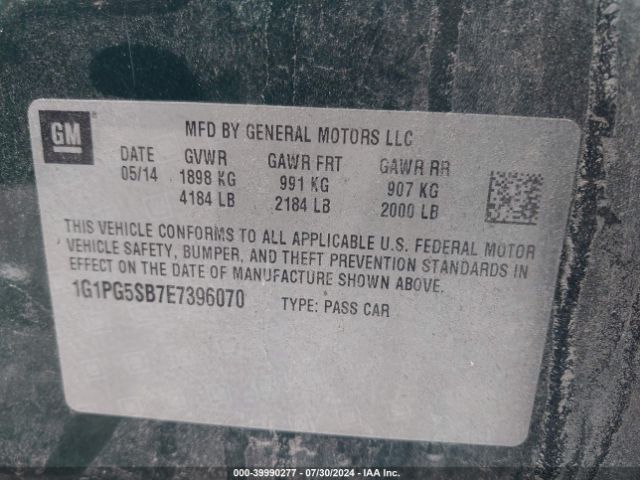 GM ®
MFD BY GENERAL MOTORS LLC
DATE GVWR GAWR FRT GAWR RR
05/14 1898 KG 991 KG 907 KG
4184 LB 2184 LB 2000 LB
THIS VEHICLE CONFORMS TO ALL APPLICABLE U.S. FEDERAL MOTOR
VEHICLE SAFETY, BUMPER, AND THEFT PREVENTION STANDARDS IN
EFFECT ON THE DATE OF MANUFACTURE SHOWN ABOVE.
1G1PG5SB7E7396070 TYPE: PASS CAR
000-39990277 - 07/30/2024 - IAA Inc.